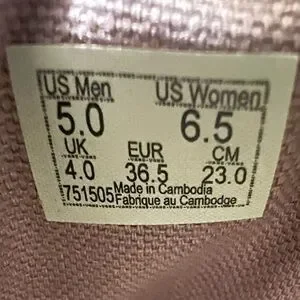 US Men US Women
5.0 6.5
UK EUR CM
4.0 36.5 23.0
751505 Made in Cambodia
Fabrique au Cambodge